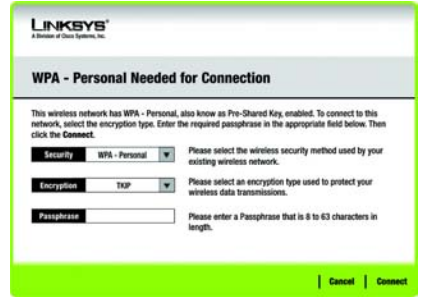 LINKSYS®
A Division of Cisco Systems, Inc.
WPA - Personal Needed for Connection
This wireless network has WPA - Personal, also know as Pre-Shared Key, enabled. To connect to this
network, select the encryption type. Enter the required passphrase in the appropriate field below. Then
click the Connect.
Security WPA - Personal Please select the wireless security method used by your
existing wireless network.
Encryption TKIP Please select an encryption type used to protect your
wireless data transmissions.
Passphrase Please enter a Passphrase that is 8 to 63 characters in
length.
Cancel Connect